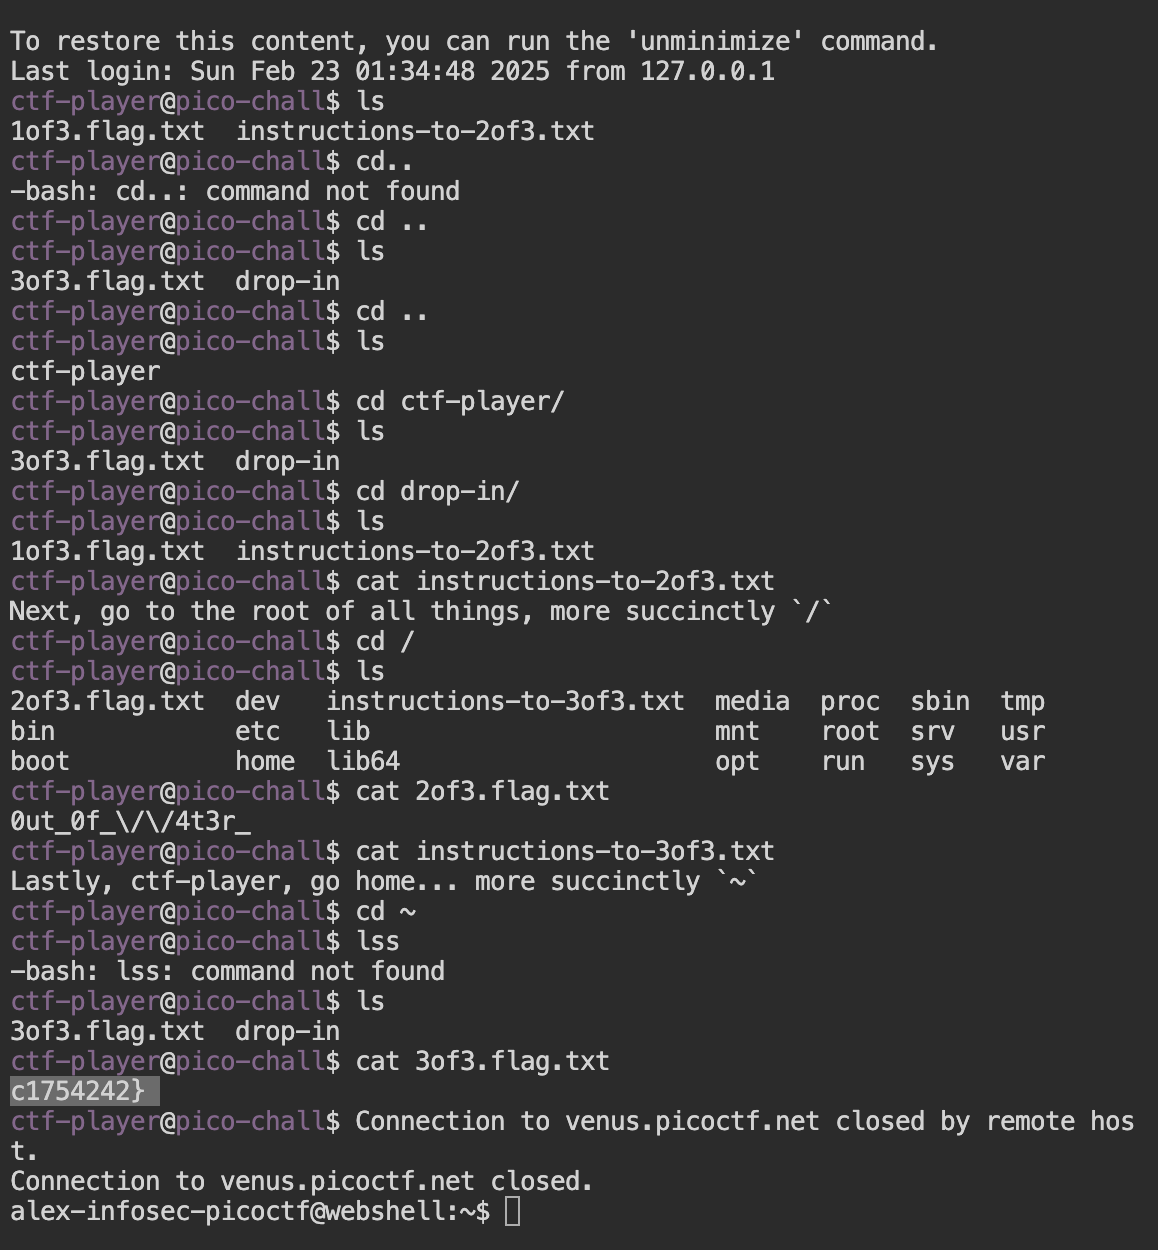 To restore this content, you can run the 'unminimize' command.
Last login: Sun Feb 23 01:34:48 2025 from 127.0.0.1
ctf-player@pico-chall$ ls
1of3.flag.txt  instructions-to-2of3.txt
ctf-player@pico-chall$ cd..
-bash: cd..: command not found
ctf-player@pico-chall$ cd ..
ctf-player@pico-chall$ ls
3of3.flag.txt  drop-in
ctf-player@pico-chall$ cd ..
ctf-player@pico-chall$ ls
ctf-player
ctf-player@pico-chall$ cd ctf-player/
ctf-player@pico-chall$ ls
3of3.flag.txt  drop-in
ctf-player@pico-chall$ cd drop-in/
ctf-player@pico-chall$ ls
1of3.flag.txt  instructions-to-2of3.txt
ctf-player@pico-chall$ cat instructions-to-2of3.txt
Next, go to the root of all things, more succinctly `/`
ctf-player@pico-chall$ cd /
ctf-player@pico-chall$ ls
2of3.flag.txt  dev   instructions-to-3of3.txt  media  proc  sbin  tmp
bin            etc   lib                       mnt    root  srv   usr
boot           home  lib64                     opt    run   sys   var
ctf-player@pico-chall$ cat 2of3.flag.txt
0ut_0f_\/\/4t3r_
ctf-player@pico-chall$ cat instructions-to-3of3.txt
Lastly, ctf-player, go home... more succinctly `~`
ctf-player@pico-chall$ cd ~
ctf-player@pico-chall$ lss
-bash: lss: command not found
ctf-player@pico-chall$ ls
3of3.flag.txt  drop-in
ctf-player@pico-chall$ cat 3of3.flag.txt
c1754242}
ctf-player@pico-chall$ Connection to venus.picoctf.net closed by remote hos
t.
Connection to venus.picoctf.net closed.
alex-infosec-picoctf@webshell:~$